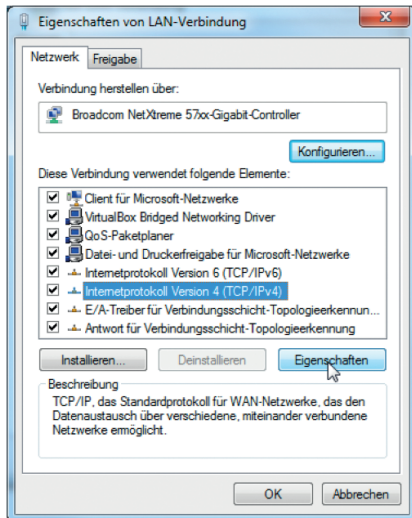 Eigenschaften von LAN-Verbindung
Netzwerk Freigabe
Verbindung herstellen über:
Broadcom NetXtreme 57xx-Gigabit-Controller
Konfigurieren...
Diese Verbindung verwendet folgende Elemente:
Client für Microsoft-Netzwerke
VirtualBox Bridged Networking Driver
QoS-Paketplaner
Datei- und Druckerfreigabe für Microsoft-Netzwerke
Internetprotokoll Version 6 (TCP/IPv6)
Internetprotokoll Version 4 (TCP/IPv4)
E/A-Treiber für Verbindungsschicht-Topologieerkennun...
Antwort für Verbindungsschicht-Topologieerkennung
Installieren... Deinstallieren Eigenschaften
Beschreibung
TCP/IP, das Standardprotokoll für WAN-Netzwerke, das den
Datenaustausch über verschiedene, miteinander verbundene
Netzwerke ermöglicht.
OK Abbrechen